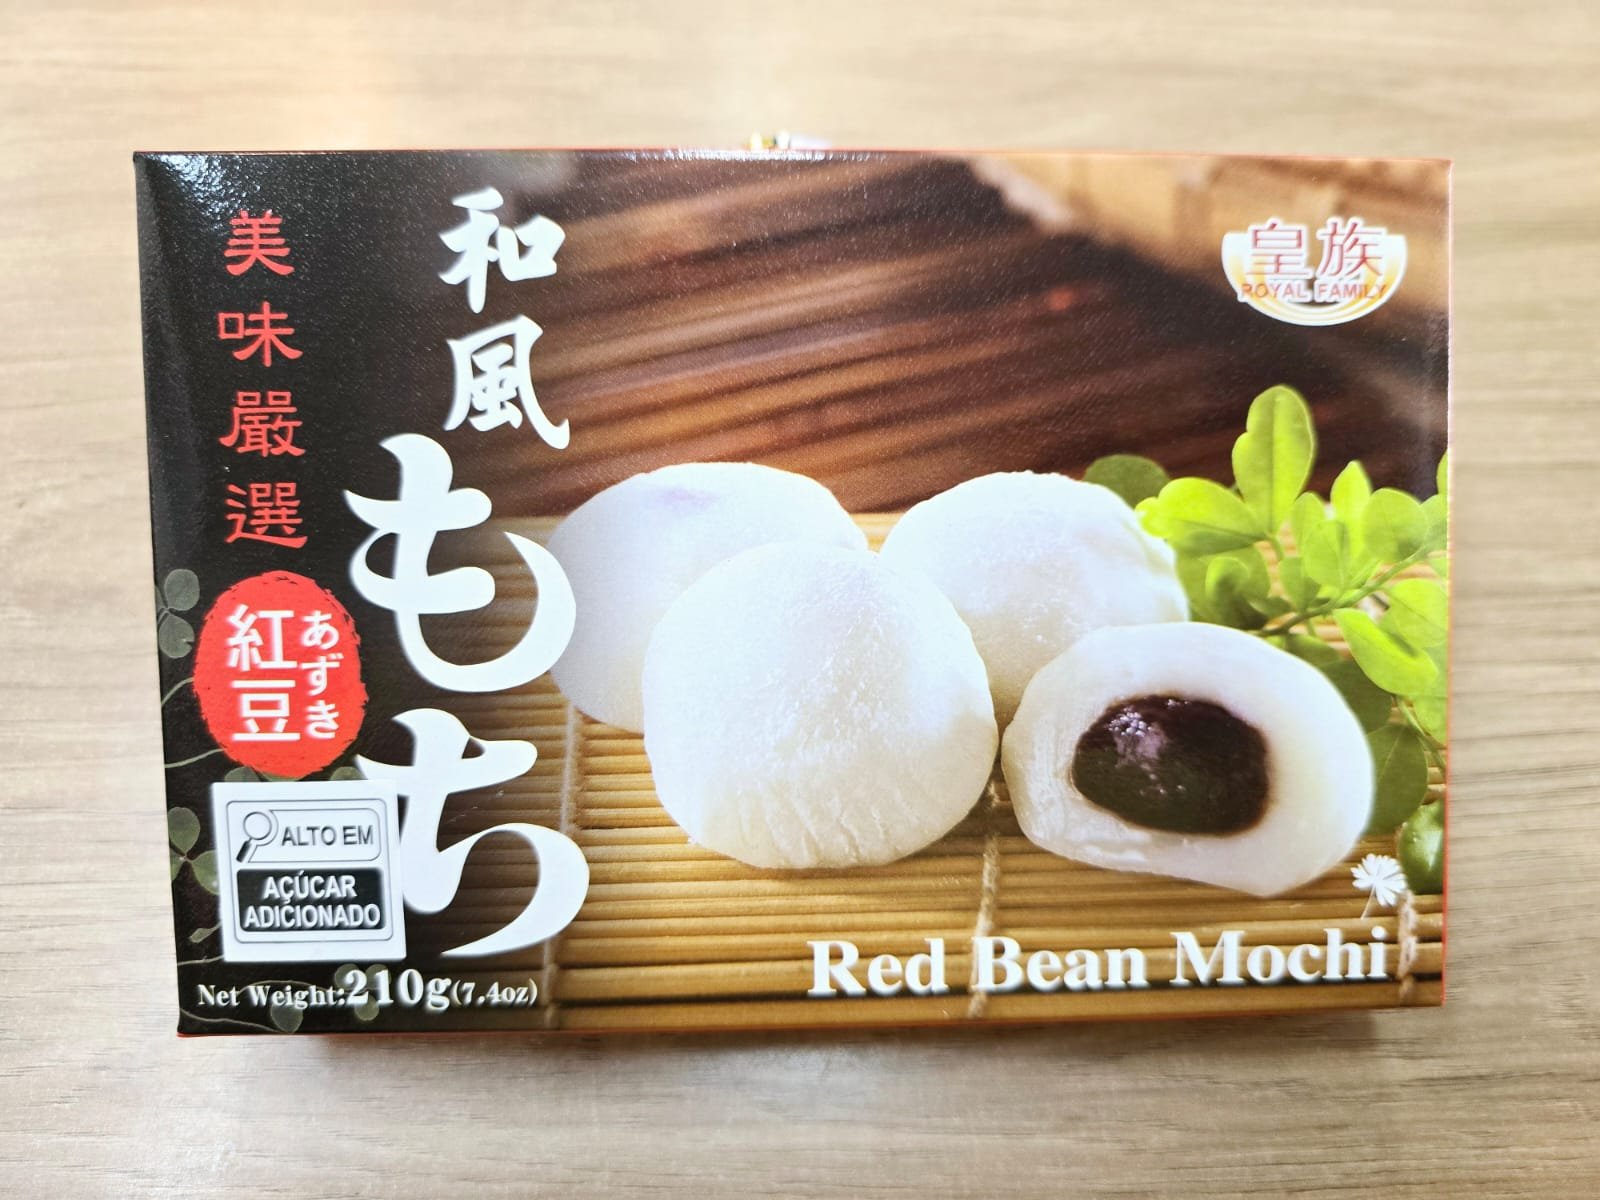 美味嚴選
紅豆
あずき
和風もち
皇族
ROYAL FAMILY
ALTO EM
AÇÚCAR
ADICIONADO
Net Weight:210g(7.4oz)
Red Bean Mochi